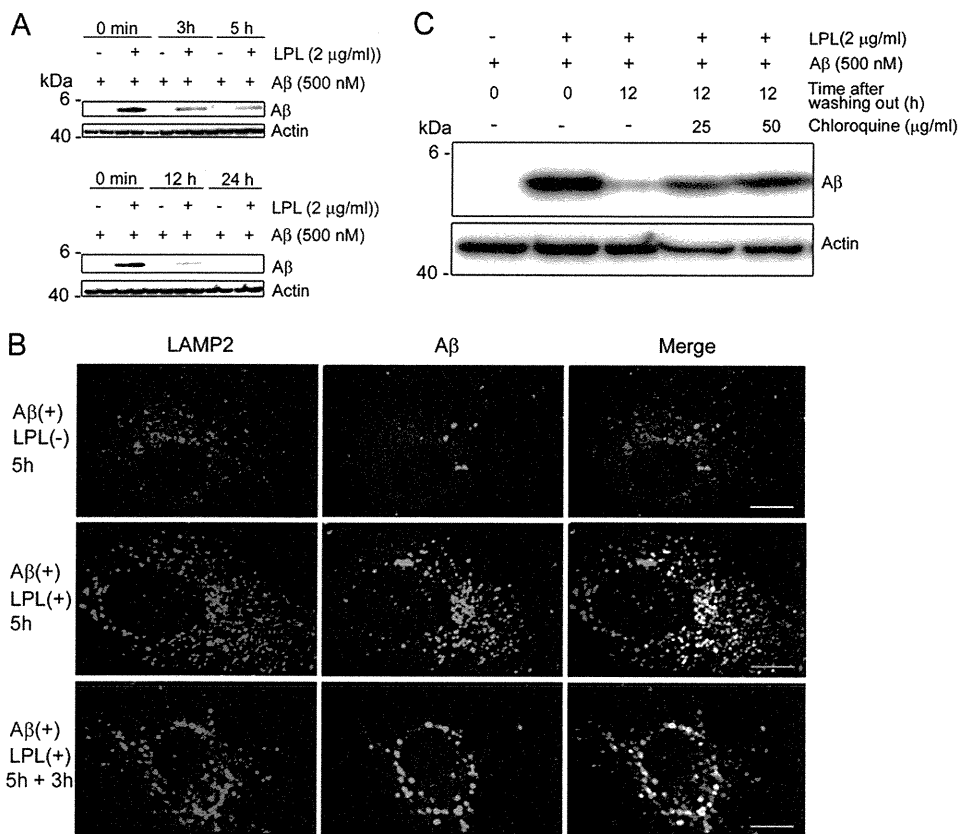 A
0 min 3h 5 h
- + - + - + LPL (2 μg/ml))
kDa + + + + + + Aβ (500 nM)
6 - Aβ
40 - Actin
0 min 12 h 24 h
- + - + - + LPL (2 μg/ml))
+ + + + + + Aβ (500 nM)
6 - Aβ
40 - Actin
C
- + + + + LPL(2 μg/ml)
+ + + + + Aβ (500 nM)
0 0 12 12 12 Time after
washing out (h)
kDa - - - 25 50 Chloroquine (μg/ml)
6 - Aβ
Actin
40 -
B
LAMP2 Aβ Merge
Aβ(+)
LPL(-)
5h
Aβ(+)
LPL(+)
5h
Aβ(+)
LPL(+)
5h + 3h